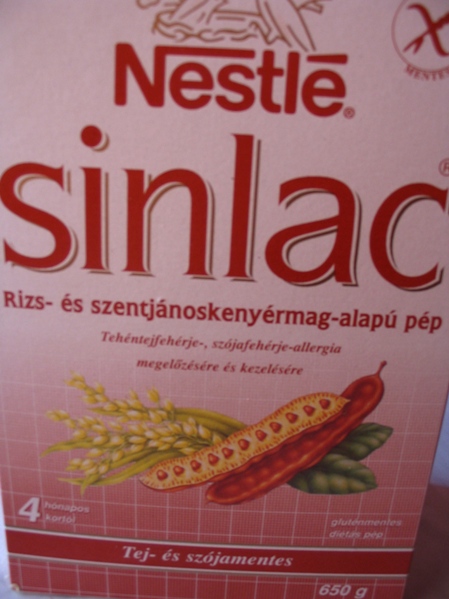 MENTES
Nestlé®
sinlac®
Rizs- és szentjánoskenyérmag-alapú pép
Tehéntejfehérje-, szójafehérje-allergia
megelőzésére és kezelésére
4 hónapos
kortól
gluténmentes
diétás pép
Tej- és szójamentes
650 g